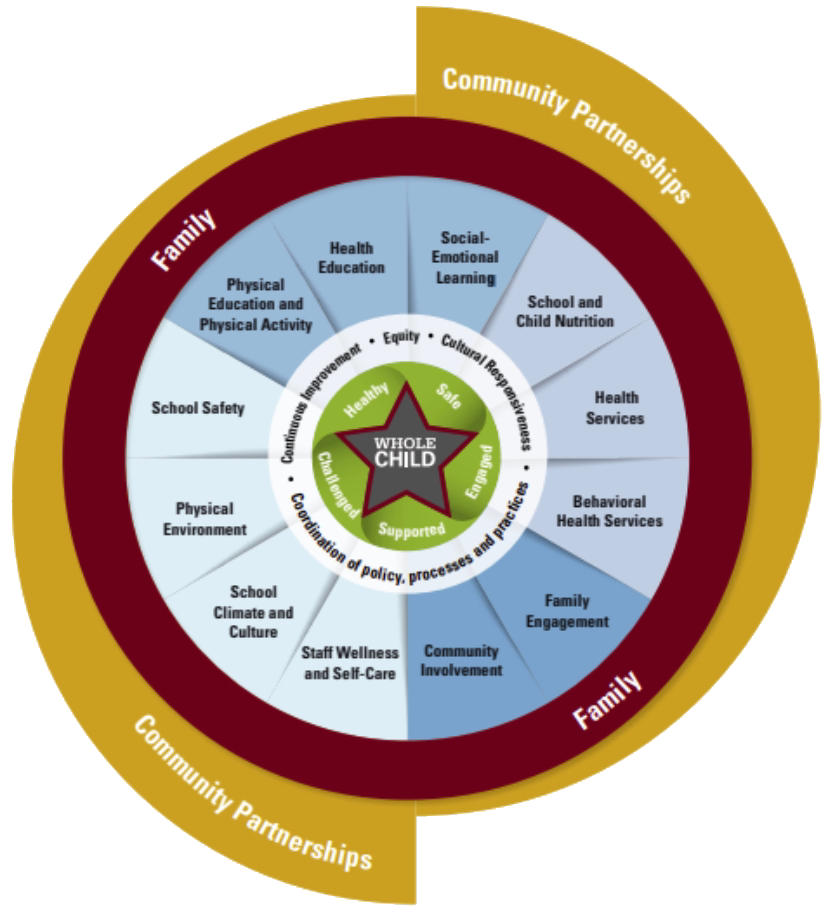 Community Partnerships
Family
Health
Education
Social-
Emotional
Learning
Physical
Education and
Physical Activity
School and
Child Nutrition
School Safety
Health
Services
Physical
Environment
Behavioral
Health Services
School
Climate and
Culture
Family
Engagement
Staff Wellness
and Self-Care
Community
Involvement
Continuous Improvement • Equity • Cultural Responsiveness •
Coordination of policy, processes and practices •
Healthy
Safe
Engaged
Supported
Challenged
WHOLE
CHILD
Family
Community Partnerships